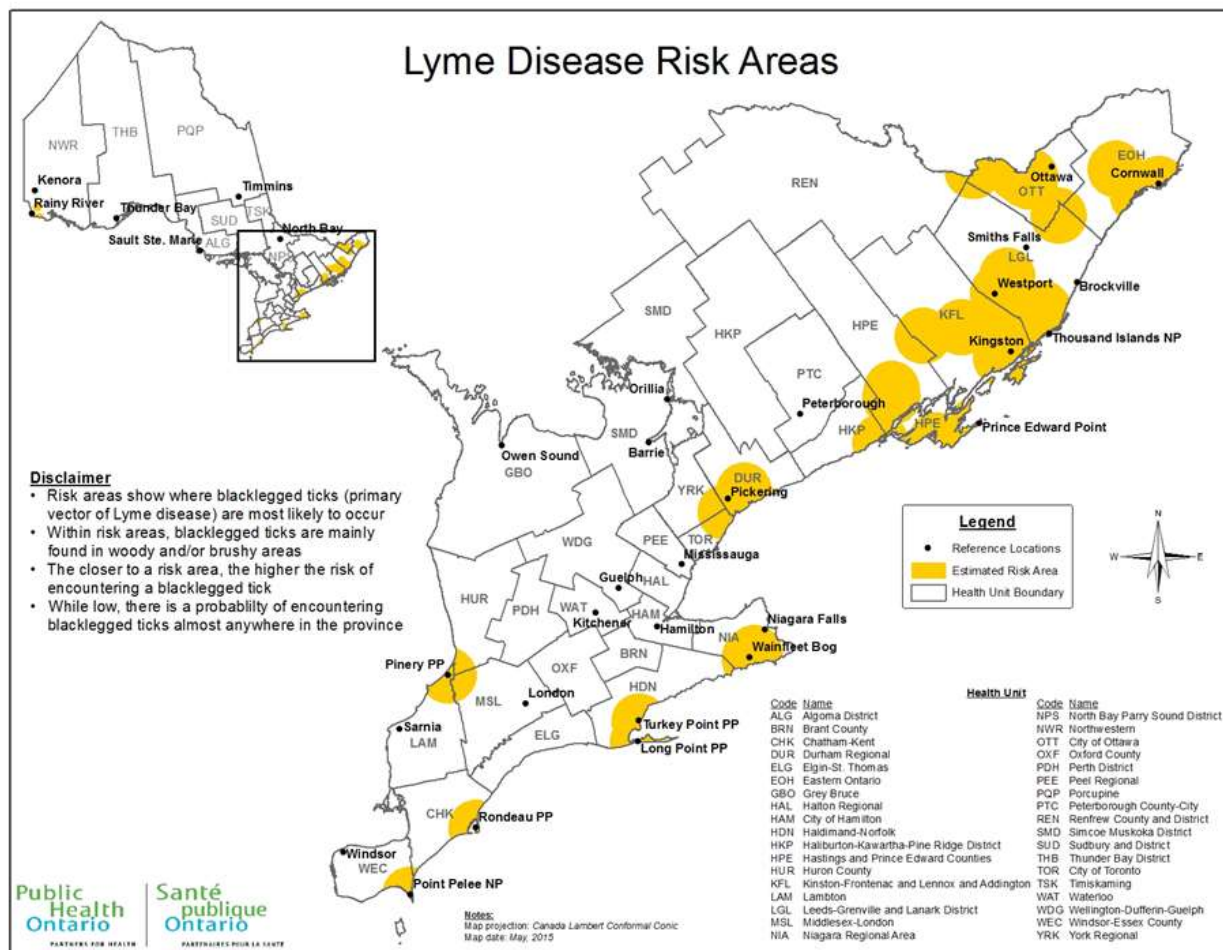 Lyme Disease Risk Areas
NWR
THB
PQP
Kenora
Rainy River
Thunder Bay
Timmins
SUD
TSK
Sault Ste. Marie
ALG
North Bay
NPS
REN
Ottawa
OTT
EOH
Cornwall
Smiths Falls
LGL
Westport
Brockville
KFL
Kingston
Thousand Islands NP
SMD
HKP
HPE
PTC
Peterborough
HKP
HPE
Prince Edward Point
Orillia
SMD
Barrie
Owen Sound
GBO
YRK
DUR
Pickering
TOR
PEE
Mississauga
WDG
Guelph
HAL
HUR
PDH
WAT
Kitchener
HAM
Hamilton
Niagara Falls
NIA
Wainfleet Bog
BRN
OXF
HDN
Pinery PP
MSL
London
Turkey Point PP
Long Point PP
ELG
Sarnia
LAM
CHK
Rondeau PP
Windsor
WEC
Point Pelee NP
Disclaimer
• Risk areas show where blacklegged ticks (primary
vector of Lyme disease) are most likely to occur
• Within risk areas, blacklegged ticks are mainly
found in woody and/or brushy areas
• The closer to a risk area, the higher the risk of
encountering a blacklegged tick
• While low, there is a probablilty of encountering
blacklegged ticks almost anywhere in the province
Legend
Reference Locations
Estimated Risk Area
Health Unit Boundary
N
W E
S
Health Unit
Code Name
ALG Algoma District
BRN Brant County
CHK Chatham-Kent
DUR Durham Regional
ELG Elgin-St. Thomas
EOH Eastern Ontario
GBO Grey Bruce
HAL Halton Regional
HAM City of Hamilton
HDN Haldimand-Norfolk
HKP Haliburton-Kawartha-Pine Ridge District
HPE Hastings and Prince Edward Counties
HUR Huron County
KFL Kinston-Frontenac and Lennox and Addington
LAM Lambton
LGL Leeds-Grenville and Lanark District
MSL Middlesex-London
NIA Niagara Regional Area
Code Name
NPS North Bay Parry Sound District
NWR Northwestern
OTT City of Ottawa
OXF Oxford County
PDH Perth District
PEE Peel Regional
PQP Porcupine
PTC Peterborough County-City
REN Renfrew County and District
SMD Simcoe Muskoka District
SUD Sudbury and District
THB Thunder Bay District
TOR City of Toronto
TSK Timiskaming
WAT Waterloo
WDG Wellington-Dufferin-Guelph
WEC Windsor-Essex County
YRK York Regional
Public
Health
Ontario
PARTNERS FOR HEALTH
Santé
publique
Ontario
PARTENAIRES POUR LA SANTÉ
Notes:
Map projection: Canada Lambert Conformal Conic
Map date: May, 2015